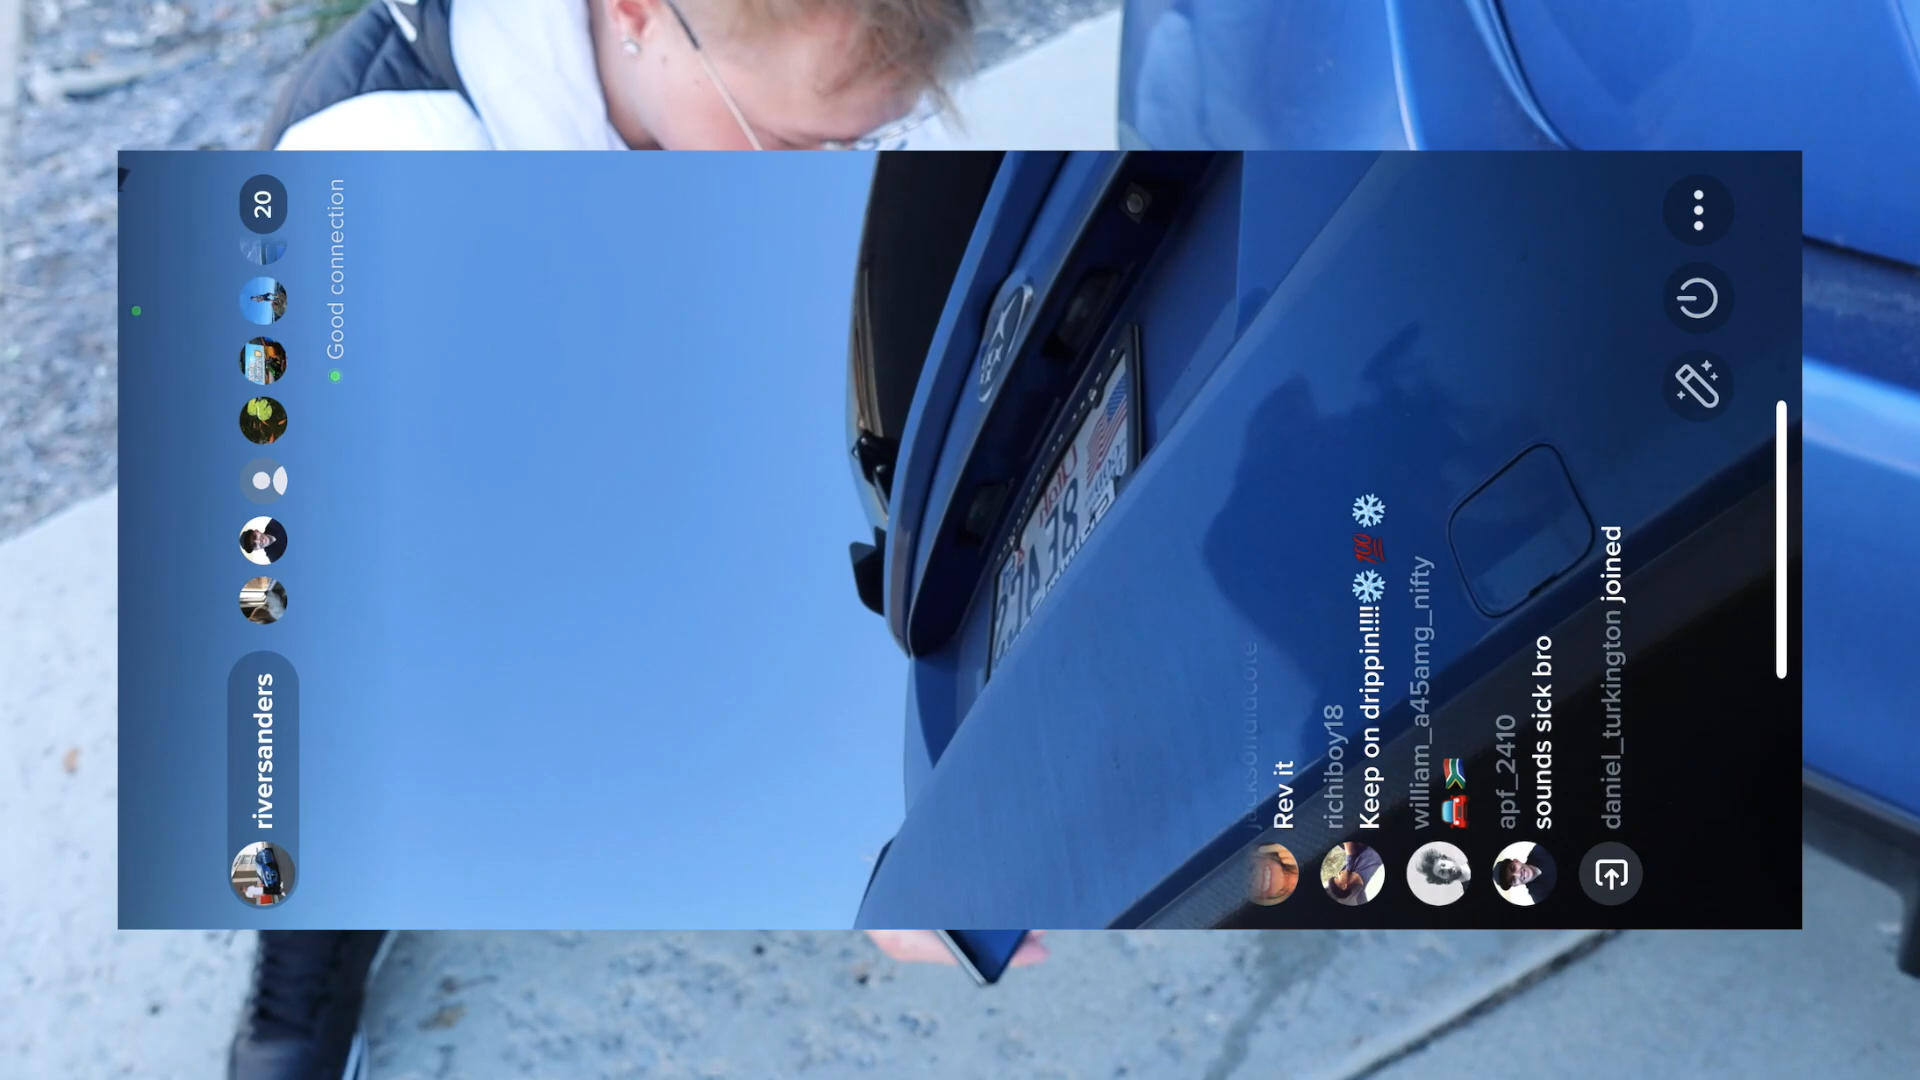 riversanders
20
Good connection
Rev it
richiboy18
Keep on drippin!!!!❄️💯❄️
william_a45amg_nifty
🚘🇿🇦
apf_2410
sounds sick bro
daniel_turkington joined